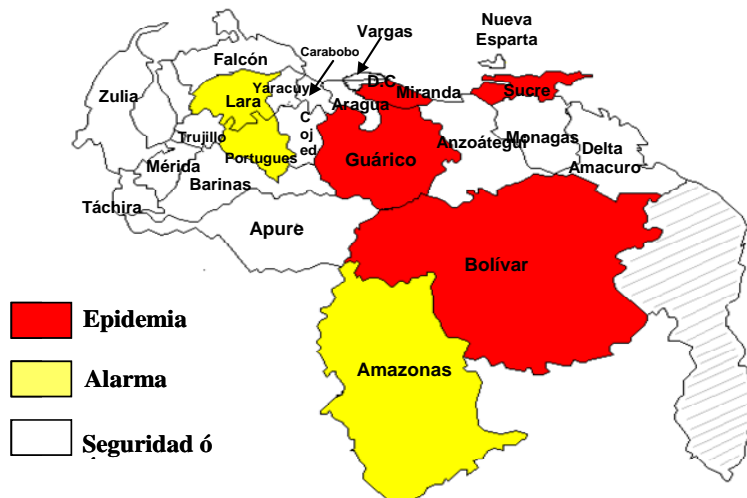 Nueva
Esparta
Vargas
Carabobo
Falcón
Zulia
Yaracuy
D.C
Miranda
Sucre
Lara
Aragua
C
oj
ed
Trujillo
Portugues
Guárico
Anzoátegui
Monagas
Delta
Amacuro
Mérida
Barinas
Táchira
Apure
Bolívar
Amazonas
Epidemia
Alarma
Seguridad ó